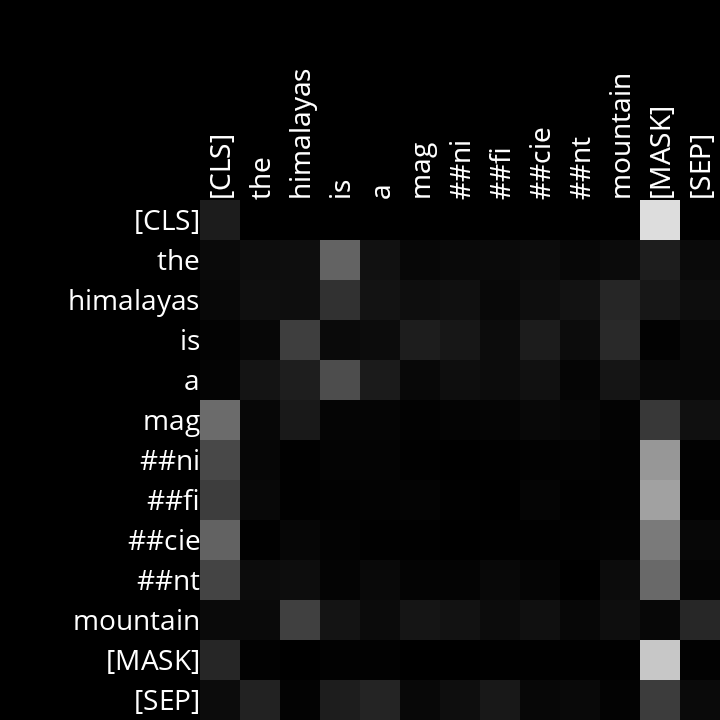 [CLS]
the
himalayas
is
a
mag
##ni
##fi
##cie
##nt
mountain
[MASK]
[SEP]
[CLS]
the
himalayas
is
a
mag
##ni
##fi
##cie
##nt
mountain
[MASK]
[SEP]